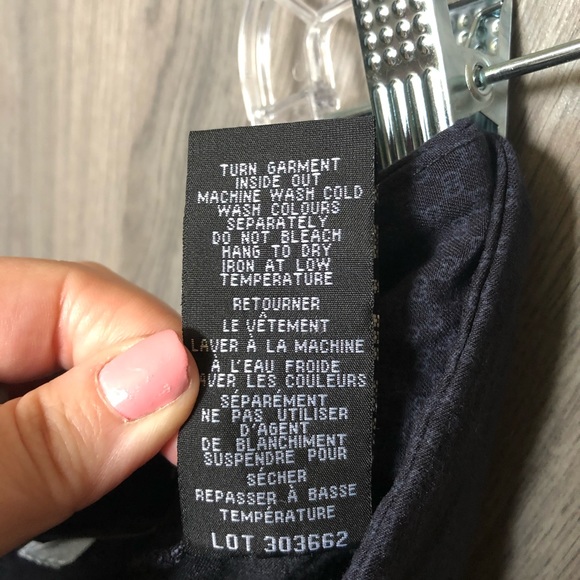 TURN GARMENT
INSIDE OUT
MACHINE WASH COLD
WASH COLOURS
SEPARATELY
DO NOT BLEACH
HANG TO DRY
IRON AT LOW
TEMPERATURE
RETOURNER
LE VÊTEMENT
LAVER À LA MACHINE
À L'EAU FROIDE
AVER LES COULEURS
SÉPARÉMENT
NE PAS UTILISER
D'AGENT
DE BLANCHIMENT
SUSPENDRE POUR
SÉCHER
REPASSER À BASSE
TEMPÉRATURE
LOT 303662